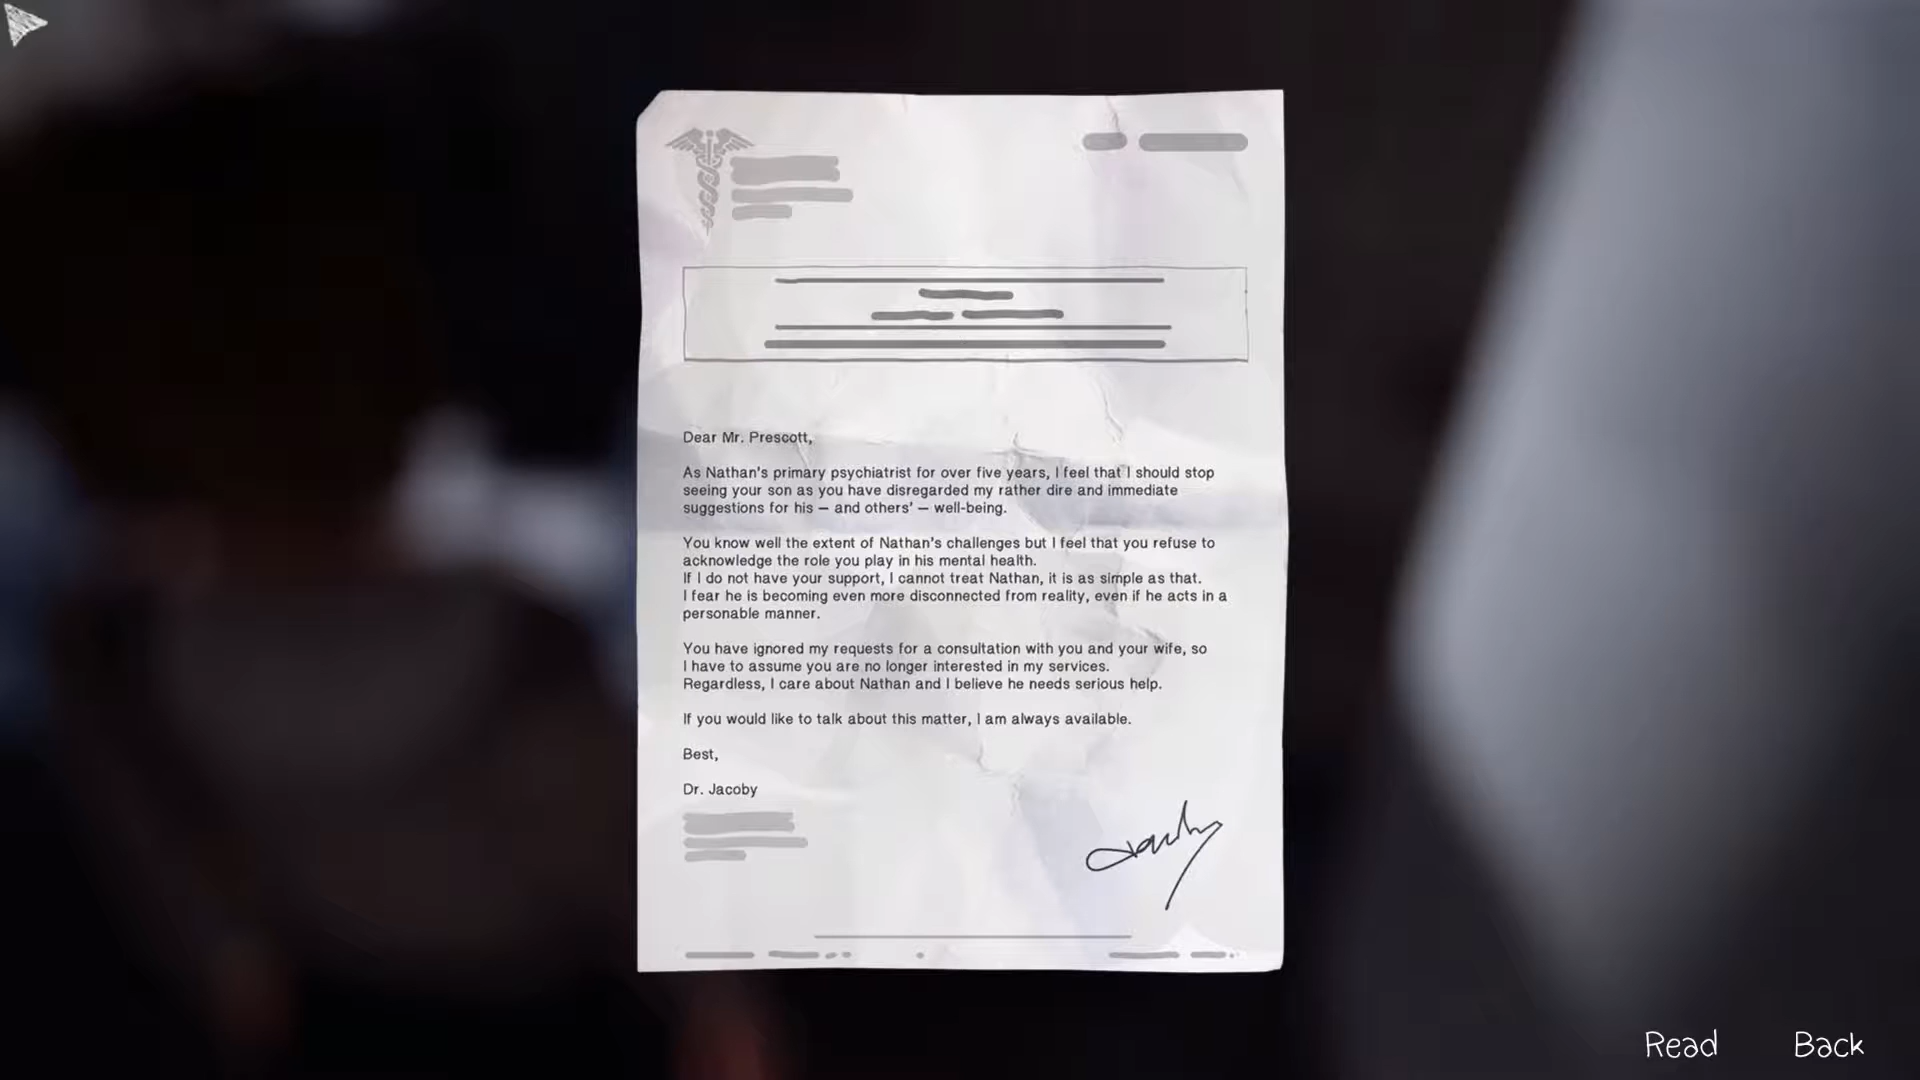 Dear Mr. Prescott,
As Nathan's primary psychiatrist for over five years, I feel that I should stop
seeing your son as you have disregarded my rather dire and immediate
suggestions for his — and others' — well-being.
You know well the extent of Nathan's challenges but I feel that you refuse to
acknowledge the role you play in his mental health.
If I do not have your support, I cannot treat Nathan, it is as simple as that.
I fear he is becoming even more disconnected from reality, even if he acts in a
personable manner.
You have ignored my requests for a consultation with you and your wife, so
I have to assume you are no longer interested in my services.
Regardless, I care about Nathan and I believe he needs serious help.
If you would like to talk about this matter, I am always available.
Best,
Dr. Jacoby
Read Back